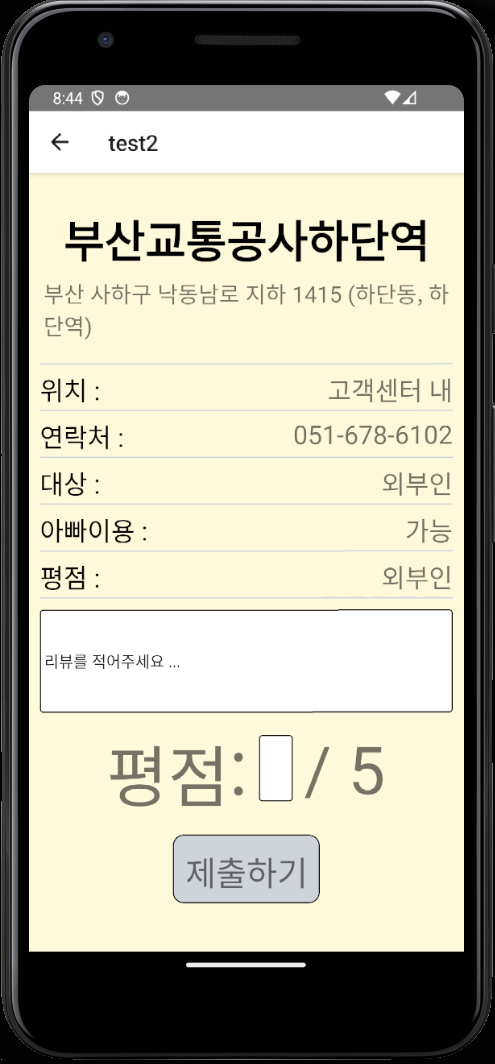 8:44
test2
부산교통공사하단역
부산 사하구 낙동남로 지하 1415 (하단동, 하
단역)
위치 : 고객센터 내
연락처 : 051-678-6102
대상 : 외부인
아빠이용 : 가능
평점 : 외부인
리뷰를 적어주세요 ...
평점: / 5
제출하기